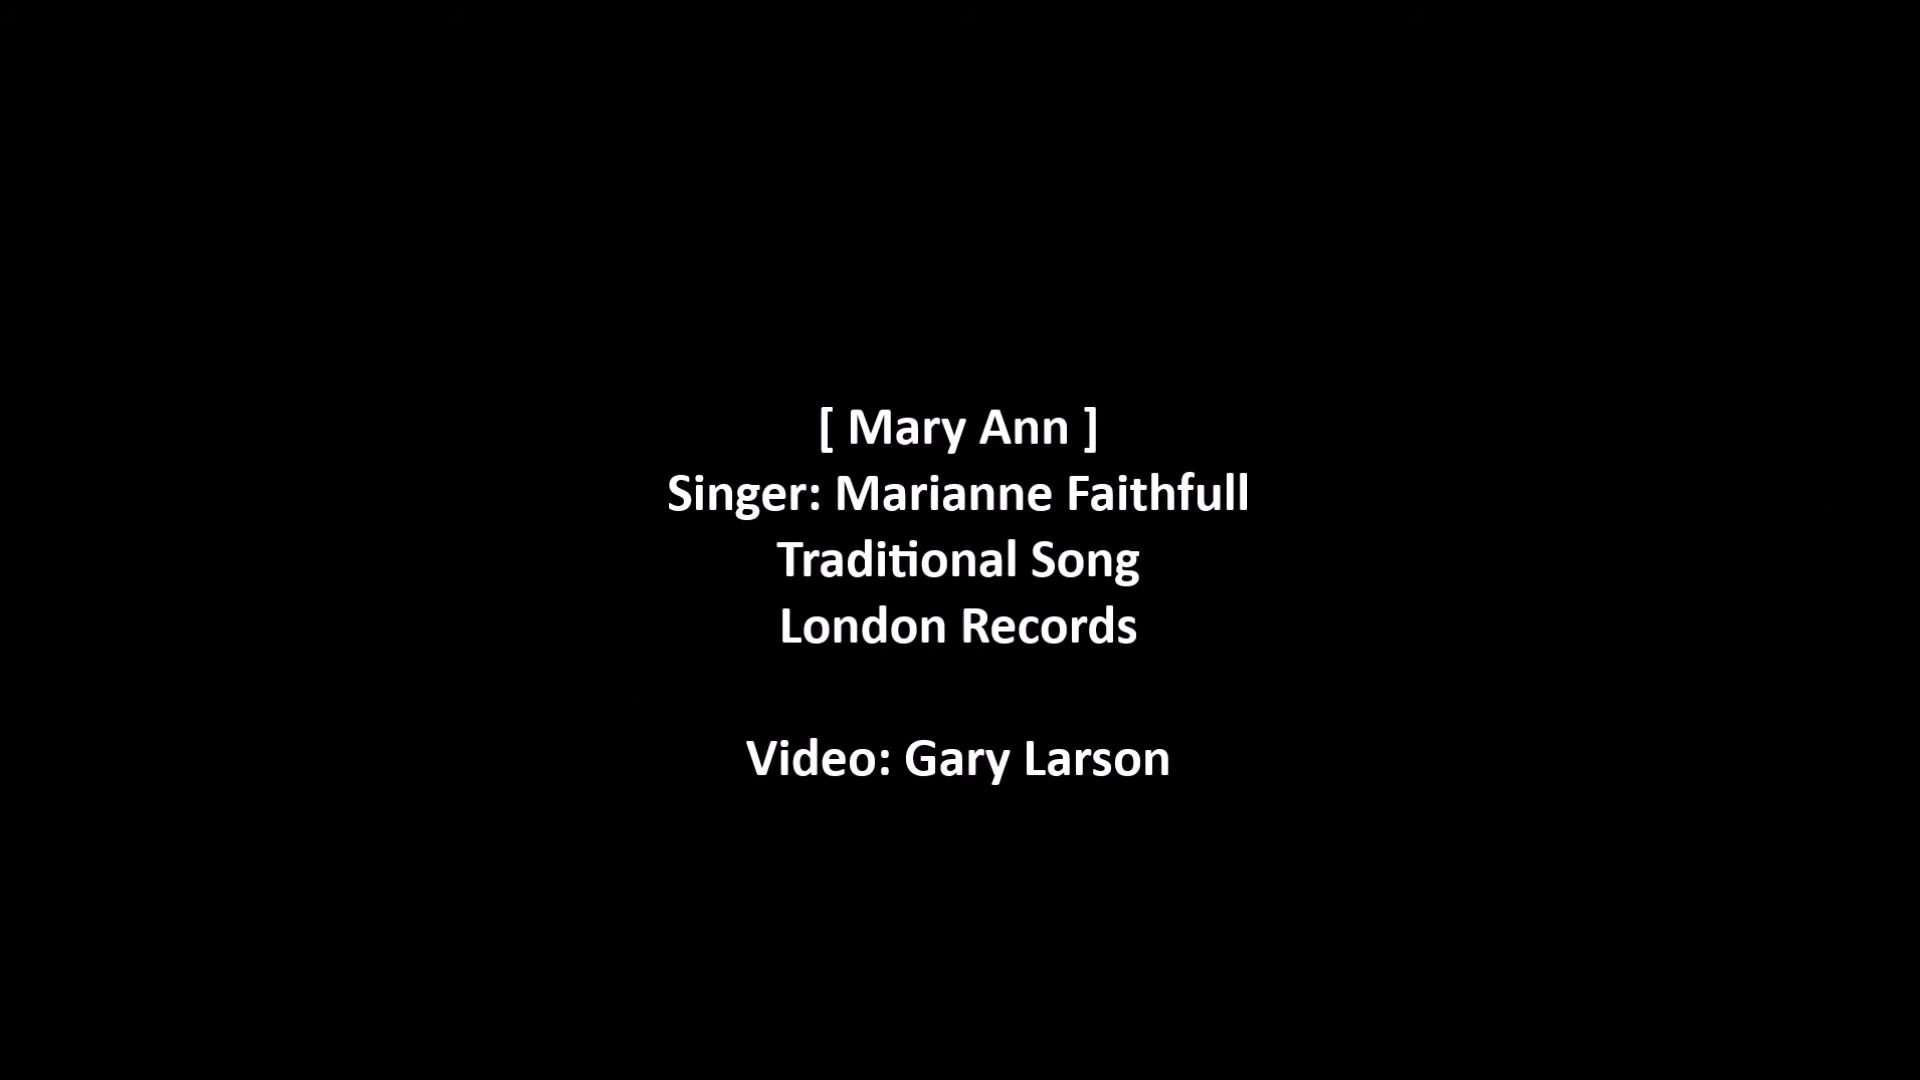 [ Mary Ann ]
Singer: Marianne Faithfull
Traditional Song
London Records
Video: Gary Larson